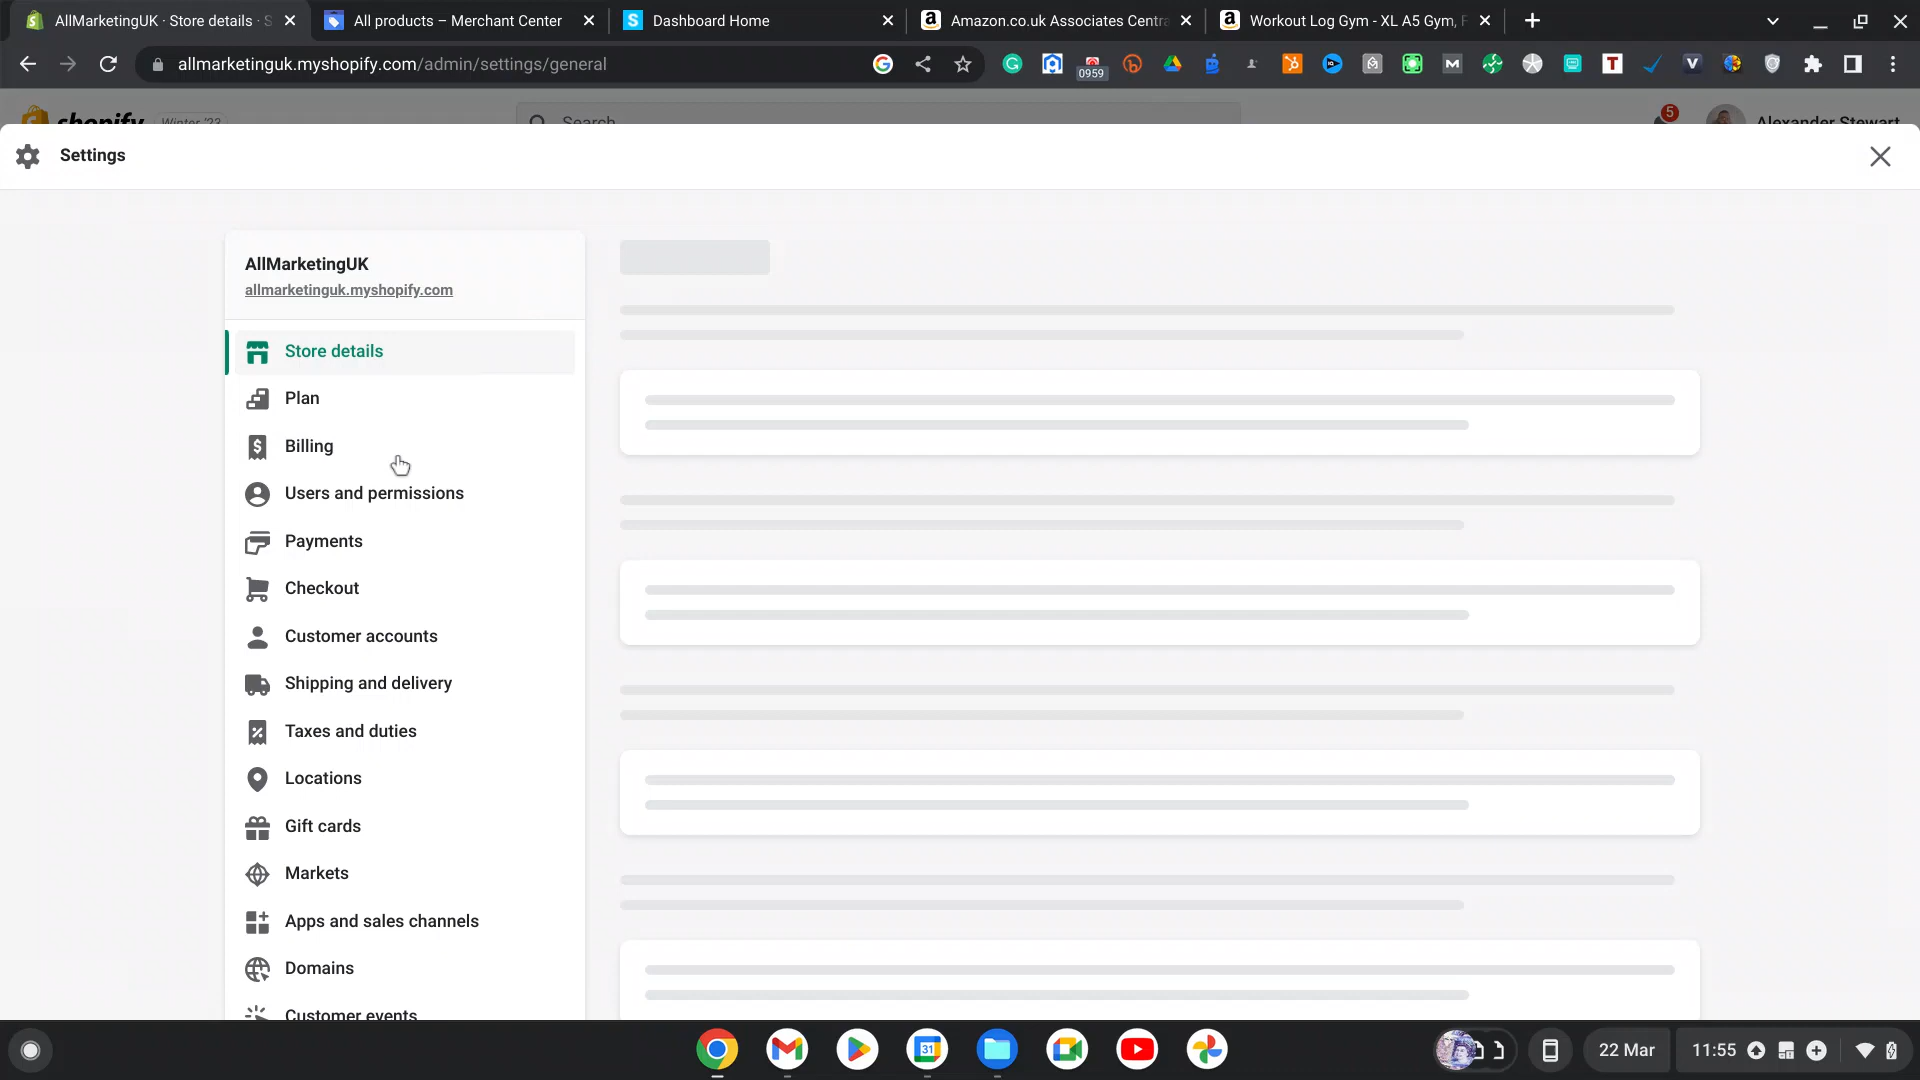 AllMarketingUK · Store details · S
All products – Merchant Center
Dashboard Home
Amazon.co.uk Associates Centra
Workout Log Gym - XL A5 Gym, F
allmarketinguk.myshopify.com/admin/settings/general
0959
shopify
Winter '23
Search
5
Alexander Stewart
Settings
AllMarketingUK
allmarketinguk.myshopify.com
Store details
Plan
Billing
Users and permissions
Payments
Checkout
Customer accounts
Shipping and delivery
Taxes and duties
Locations
Gift cards
Markets
Apps and sales channels
Domains
Customer events
31
22 Mar
11:55